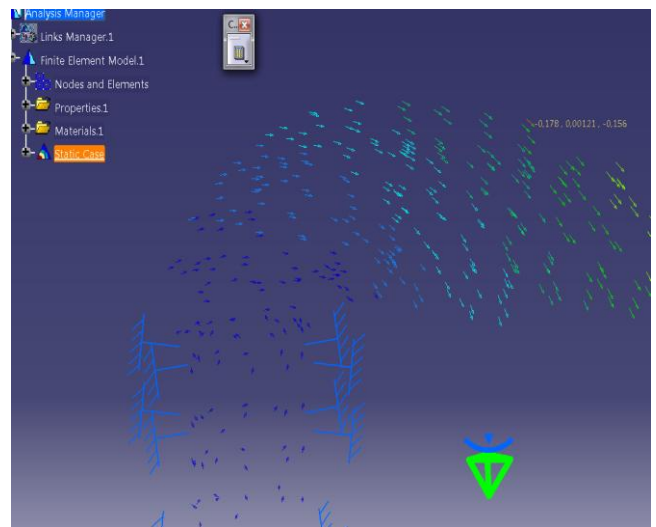 Analysis Manager
C..
Links Manager.1
Finite Element Model.1
Nodes and Elements
Properties.1
Materials.1
Static Case
-0.178 , 0.00121 , -0.156